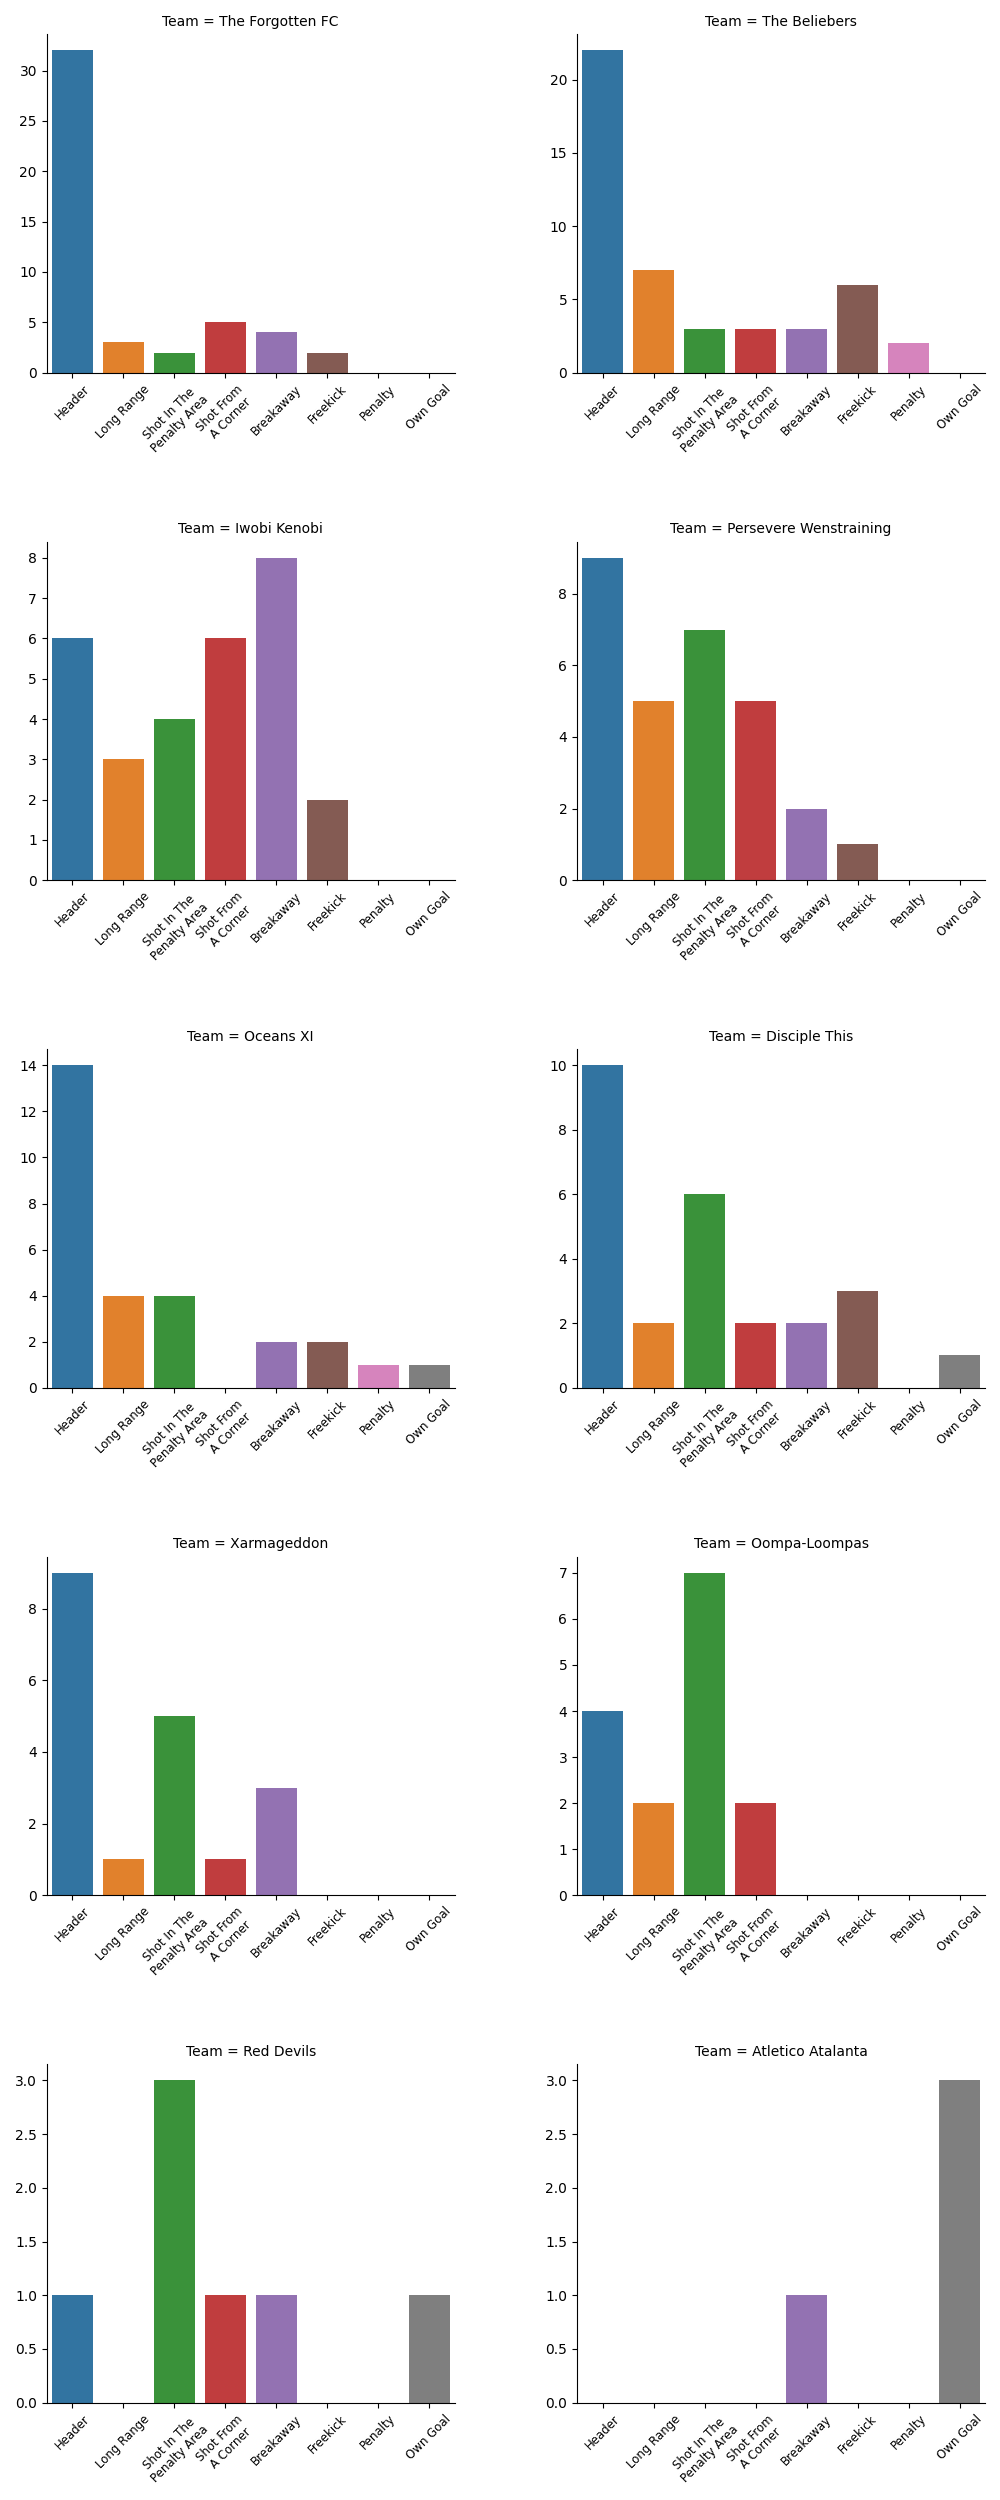 Team = The Forgotten FC
30
25
20
15
10
5
0
Header
Long Range
Shot In The
Penalty Area
Shot From
A Corner
Breakaway
Freekick
Penalty
Own Goal
Team = The Beliebers
20
15
10
5
0
Header
Long Range
Shot In The
Penalty Area
Shot From
A Corner
Breakaway
Freekick
Penalty
Own Goal
Team = Iwobi Kenobi
8
7
6
5
4
3
2
1
0
Header
Long Range
Shot In The
Penalty Area
Shot From
A Corner
Breakaway
Freekick
Penalty
Own Goal
Team = Persevere Wenstraining
8
6
4
2
0
Header
Long Range
Shot In The
Penalty Area
Shot From
A Corner
Breakaway
Freekick
Penalty
Own Goal
Team = Oceans XI
14
12
10
8
6
4
2
0
Header
Long Range
Shot In The
Penalty Area
Shot From
A Corner
Breakaway
Freekick
Penalty
Own Goal
Team = Disciple This
10
8
6
4
2
0
Header
Long Range
Shot In The
Penalty Area
Shot From
A Corner
Breakaway
Freekick
Penalty
Own Goal
Team = Xarmageddon
8
6
4
2
0
Header
Long Range
Shot In The
Penalty Area
Shot From
A Corner
Breakaway
Freekick
Penalty
Own Goal
Team = Oompa-Loompas
7
6
5
4
3
2
1
0
Header
Long Range
Shot In The
Penalty Area
Shot From
A Corner
Breakaway
Freekick
Penalty
Own Goal
Team = Red Devils
3.0
2.5
2.0
1.5
1.0
0.5
0.0
Header
Long Range
Shot In The
Penalty Area
Shot From
A Corner
Breakaway
Freekick
Penalty
Own Goal
Team = Atletico Atalanta
3.0
2.5
2.0
1.5
1.0
0.5
0.0
Header
Long Range
Shot In The
Penalty Area
Shot From
A Corner
Breakaway
Freekick
Penalty
Own Goal